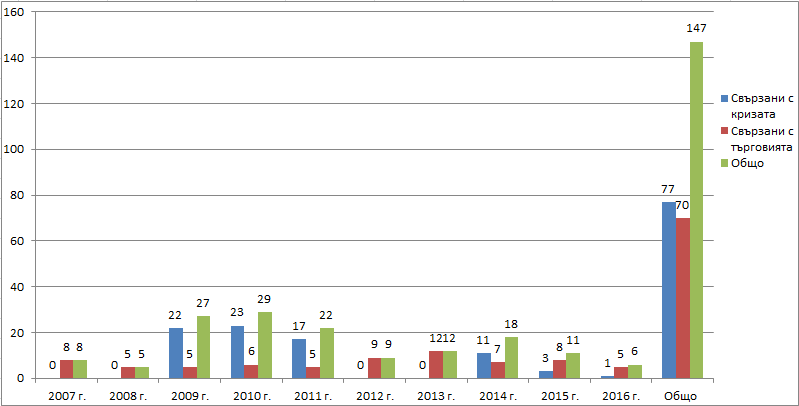 160
140
120
100
80
60
40
20
0
0 8 8
0 5 5
22 5 27
23 6 29
17 5 22
0 9 9
0 12 12
11 7 18
3 8 11
1 5 6
77 70 147
2007 г. 2008 г. 2009 г. 2010 г. 2011 г. 2012 г. 2013 г. 2014 г. 2015 г. 2016 г. Общо
Свързани с
кризата
Свързани с
търговията
Общо